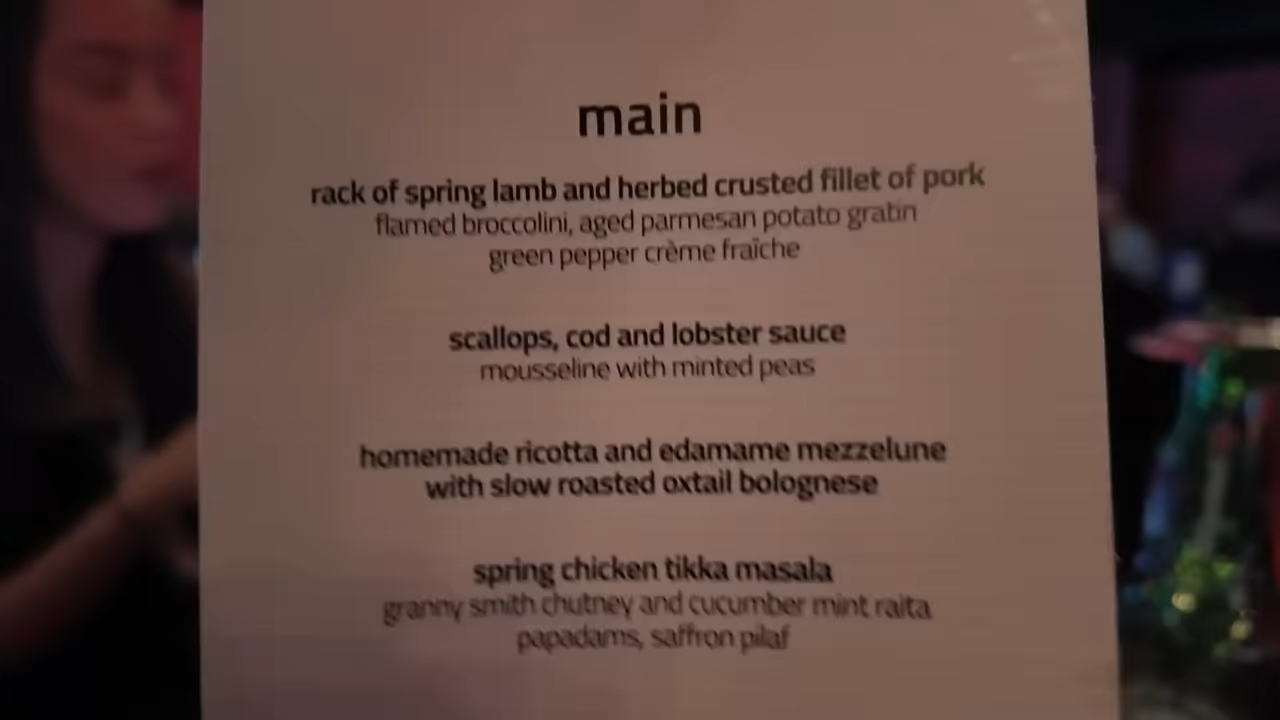 main
rack of spring lamb and herbed crusted fillet of pork
flamed broccolini, aged parmesan potato gratin
green pepper crème fraîche
scallops, cod and lobster sauce
mousseline with minted peas
homemade ricotta and edamame mezzelune
with slow roasted oxtail bolognese
spring chicken tikka masala
granny smith chutney and cucumber mint raita
papadams, saffron pilaf